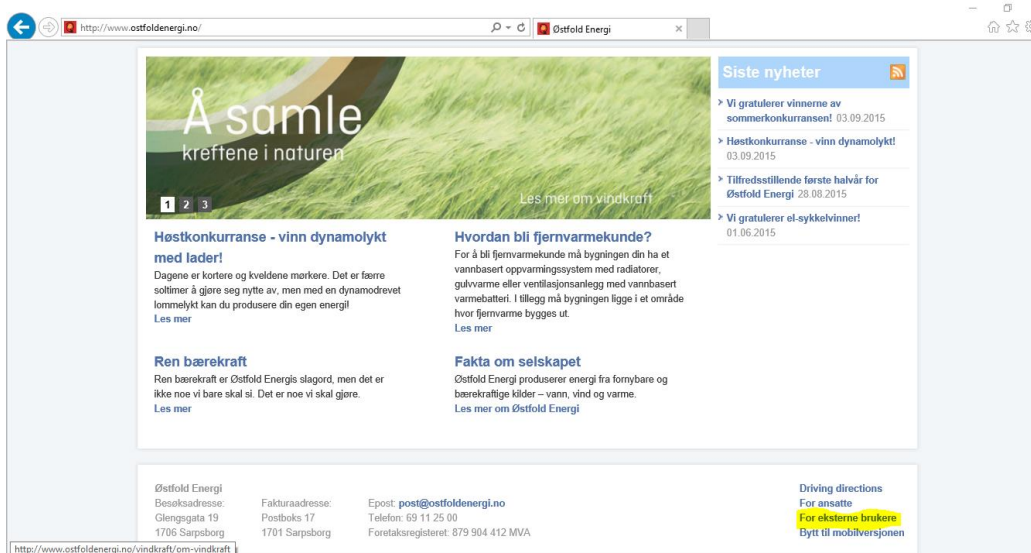 http://www.ostfoldenergi.no/
Østfold Energi
Å samle
kreftene i naturen
1 2 3
Les mer om vindkraft
Siste nyheter
Vi gratulerer vinnerne av
sommerkonkurransen! 03.09.2015
Høstkonkurranse - vinn dynamolykt!
03.09.2015
Tilfredsstillende første halvår for
Østfold Energi 28.08.2015
Vi gratulerer el-sykkelvinner!
01.06.2015
Høstkonkurranse - vinn dynamolykt
med lader!
Dagene er kortere og kveldene mørkere. Det er færre
soltimer å gjøre seg nytte av, men med en dynamodrevet
lommelykt kan du produsere din egen energi!
Les mer
Hvordan bli fjernvarmekunde?
For å bli fjernvarmekunde må bygningen din ha et
vannbasert oppvarmingssystem med radiatorer,
gulvvarme eller ventilasjonsanlegg med vannbasert
varmebatteri. I tillegg må bygningen ligge i et område
hvor fjernvarme bygges ut.
Les mer
Ren bærekraft
Ren bærekraft er Østfold Energis slagord, men det er
ikke noe vi bare skal si. Det er noe vi skal gjøre.
Les mer
Fakta om selskapet
Østfold Energi produserer energi fra fornybare og
bærekraftige kilder – vann, vind og varme.
Les mer om Østfold Energi
Østfold Energi
Besøksadresse:
Glengsgata 19
1706 Sarpsborg
Fakturaadresse:
Postboks 17
1701 Sarpsborg
Epost: post@ostfoldenergi.no
Telefon: 69 11 25 00
Foretaksregisteret: 879 904 412 MVA
Driving directions
For ansatte
For eksterne brukere
Bytt til mobilversjonen
http://www.ostfoldenergi.no/vindkraft/om-vindkraft